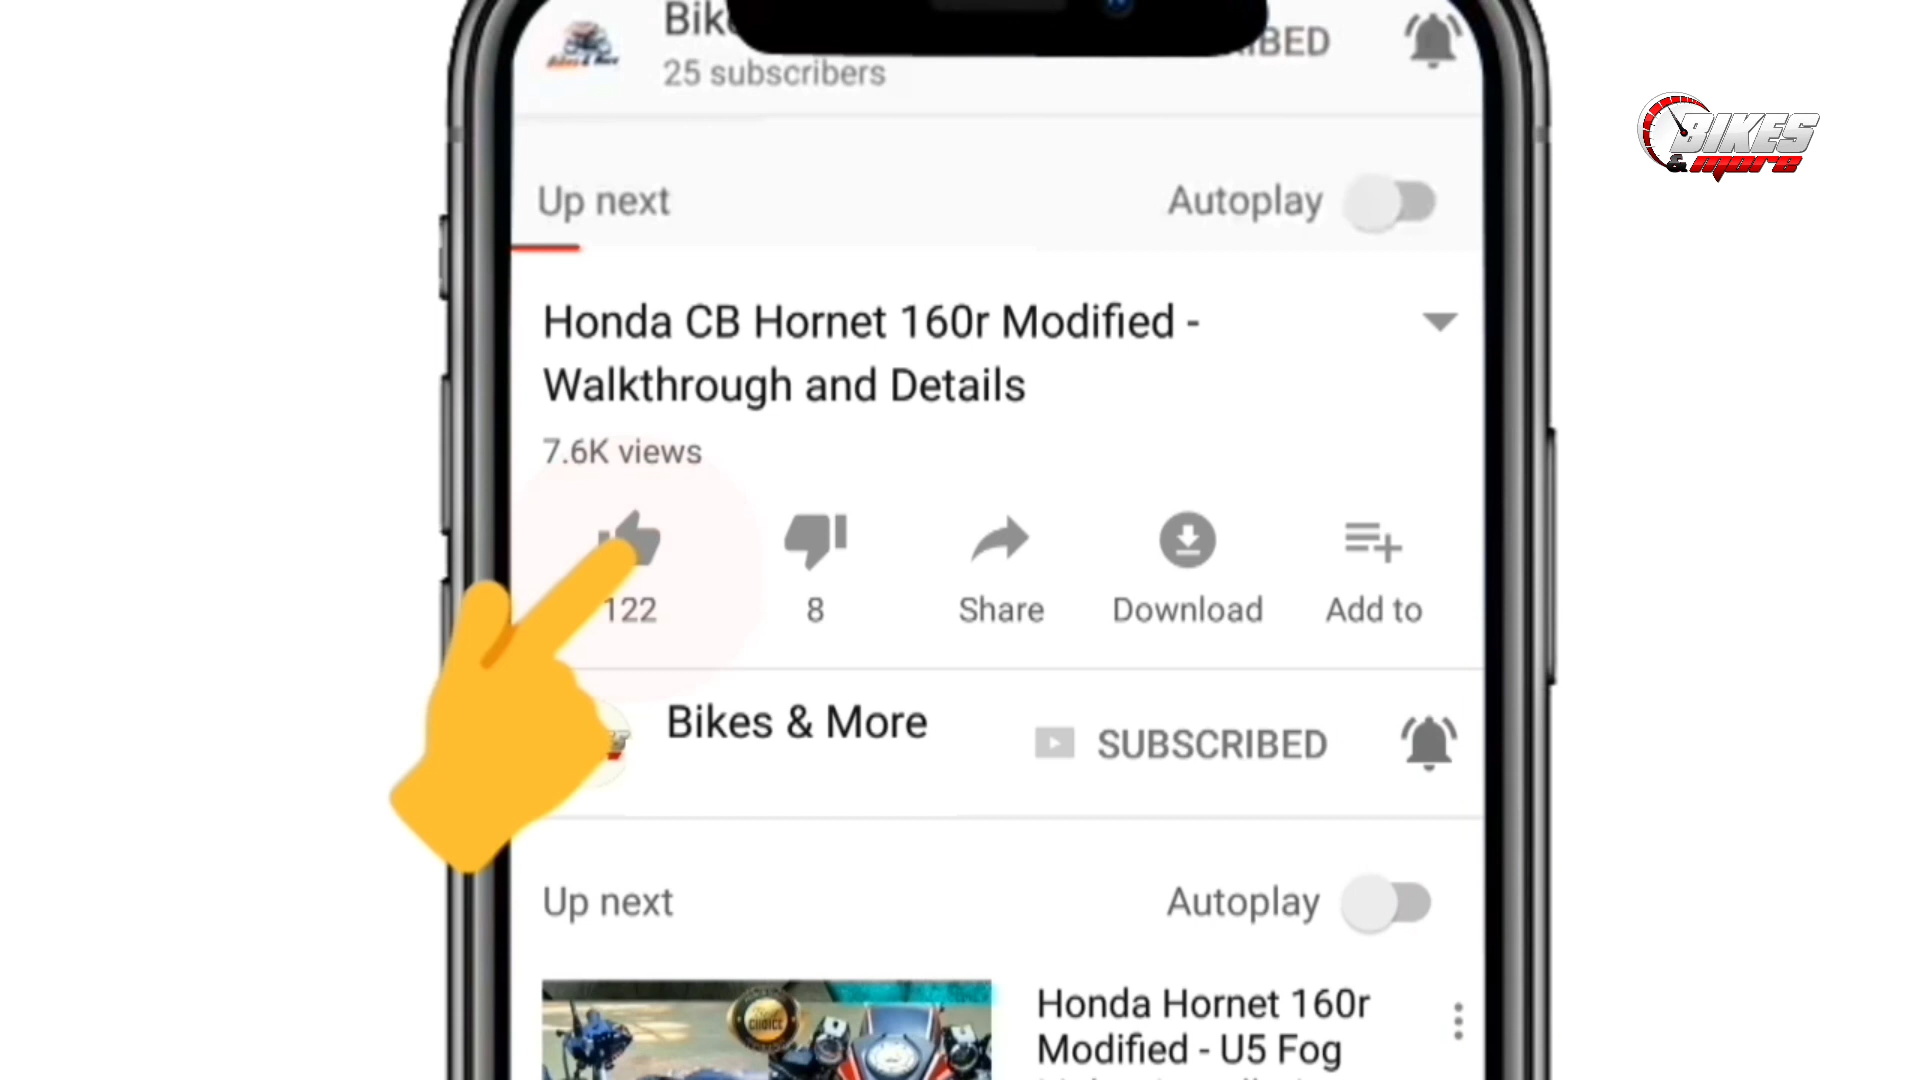 25 subscribers
BIKES
& more
Up next
Autoplay
Honda CB Hornet 160r Modified -
Walkthrough and Details
7.6K views
122
8
Share
Download
Add to
Bikes & More
SUBSCRIBED
Up next
Autoplay
CHOICE
Honda Hornet 160r
Modified - U5 Fog